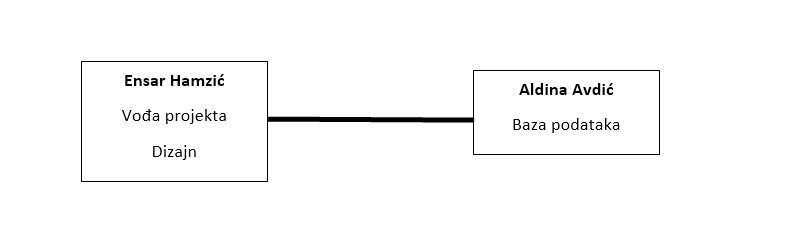 Ensar Hamzić
Vođa projekta
Dizajn
Aldina Avdić
Baza podataka